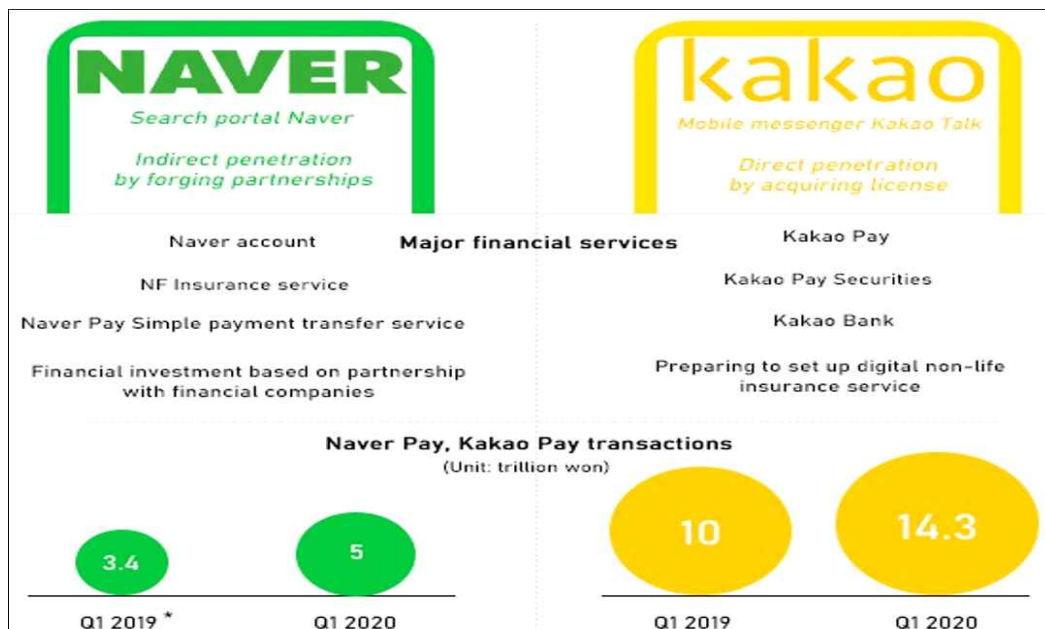 NAVER
Search portal Naver
Indirect penetration
by forging partnerships
kakao
Mobile messenger Kakao Talk
Direct penetration
by acquiring license
Major financial services
Naver account
NF Insurance service
Naver Pay Simple payment transfer service
Financial investment based on partnership
with financial companies
Kakao Pay
Kakao Pay Securities
Kakao Bank
Preparing to set up digital non-life
insurance service
Naver Pay, Kakao Pay transactions
(Unit: trillion won)
3.4
5
10
14.3
Q1 2019 *
Q1 2020
Q1 2019
Q1 2020